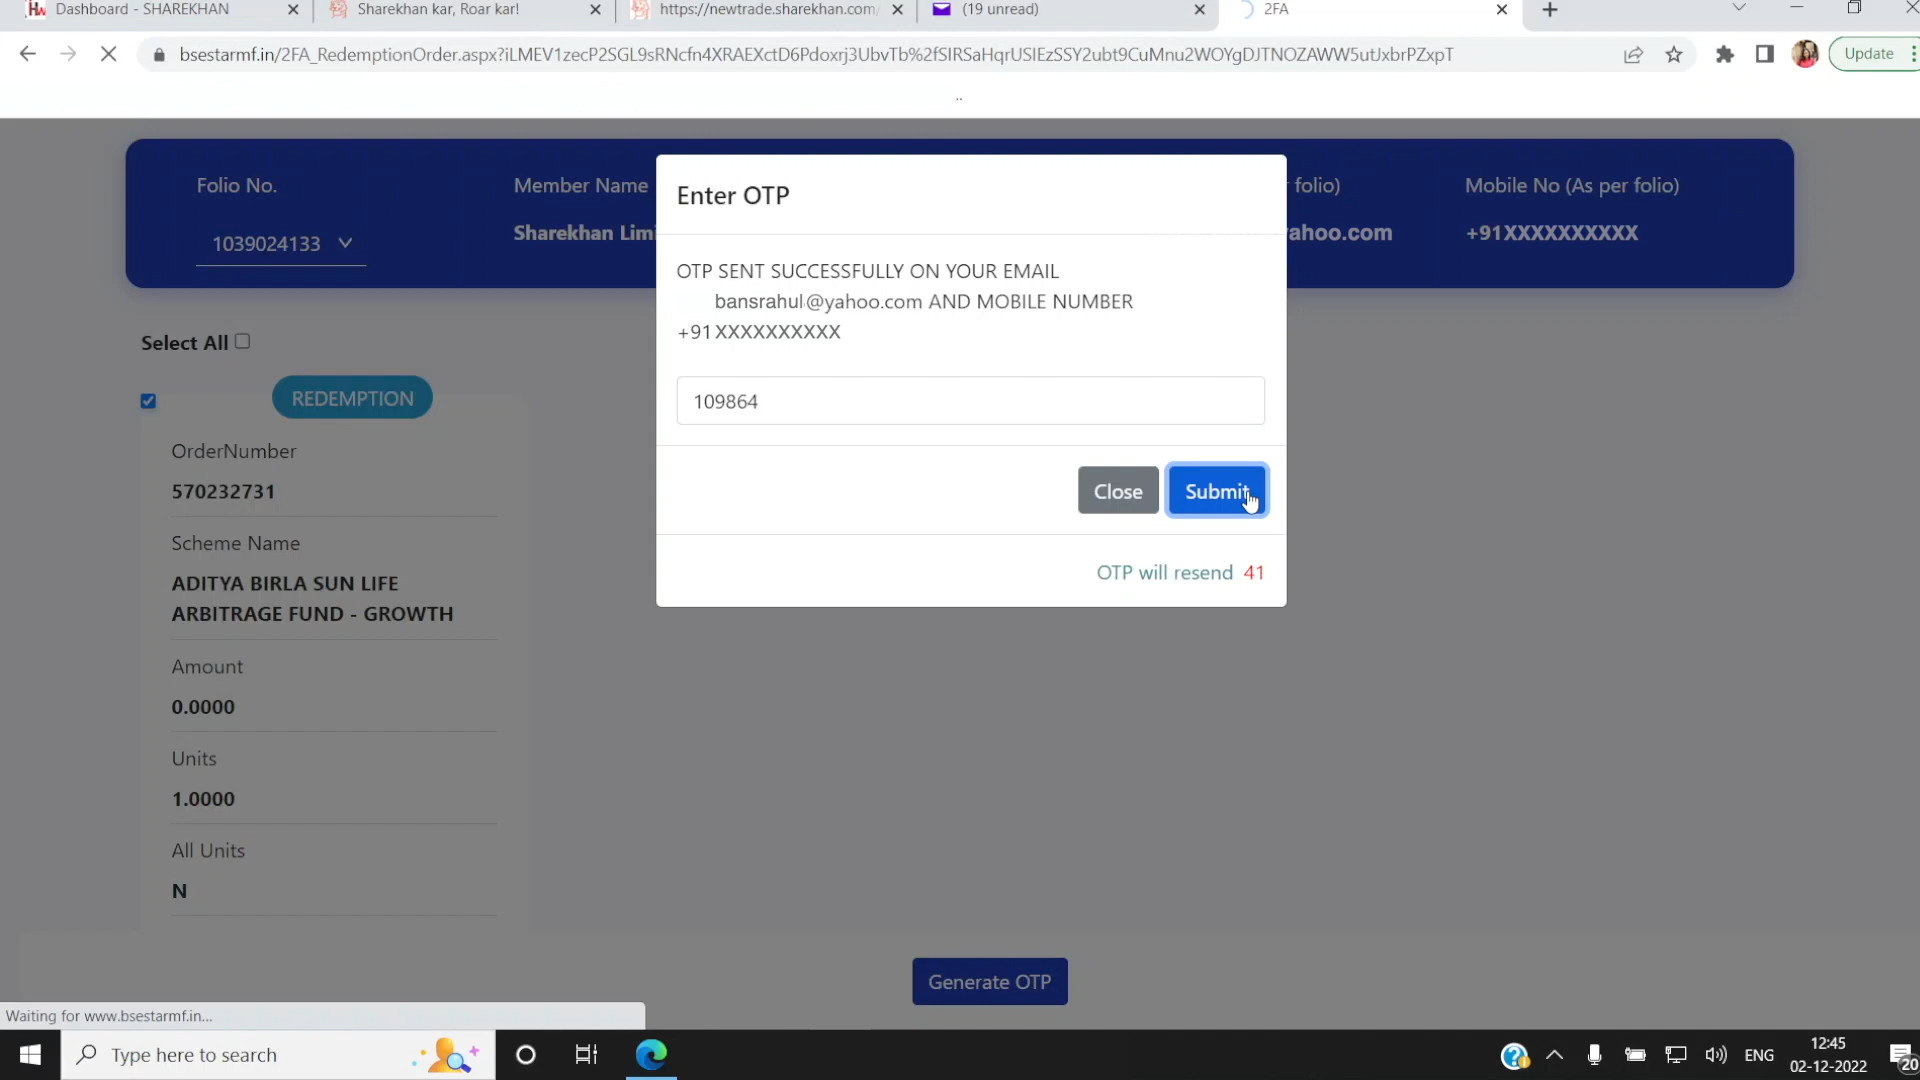 Dashboard - SHAREKHAN
Sharekhan kar, Roar kar!
https://newtrade.sharekhan.com/
(19 unread)
2FA
bsestarmf.in/2FA_RedemptionOrder.aspx?iLMEV1zecP2SGL9sRNcfn4XRAEXctD6Pdoxrj3UbvTb%2fSIRSaHqrUSIEzSSY2ubt9CuMnu2WOYgDJTNOZAWW5utJxbrPZxpT
Update
..
Folio No.
Member Name
folio)
Mobile No (As per folio)
1039024133
Sharekhan Limi
ahoo.com
+91XXXXXXXXXX
Enter OTP
OTP SENT SUCCESSFULLY ON YOUR EMAIL
bansrahul@yahoo.com AND MOBILE NUMBER
+91XXXXXXXXXX
109864
Close
Submit
OTP will resend 41
Select All
REDEMPTION
OrderNumber
570232731
Scheme Name
ADITYA BIRLA SUN LIFE
ARBITRAGE FUND - GROWTH
Amount
0.0000
Units
1.0000
All Units
N
Generate OTP
Waiting for www.bsestarmf.in...
Type here to search
ENG
12:45
02-12-2022
20